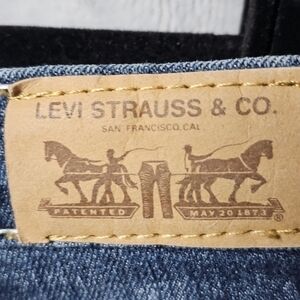 LEVI STRAUSS & CO.
SAN FRANCISCO, CAL
PATENTED MAY 20 1873